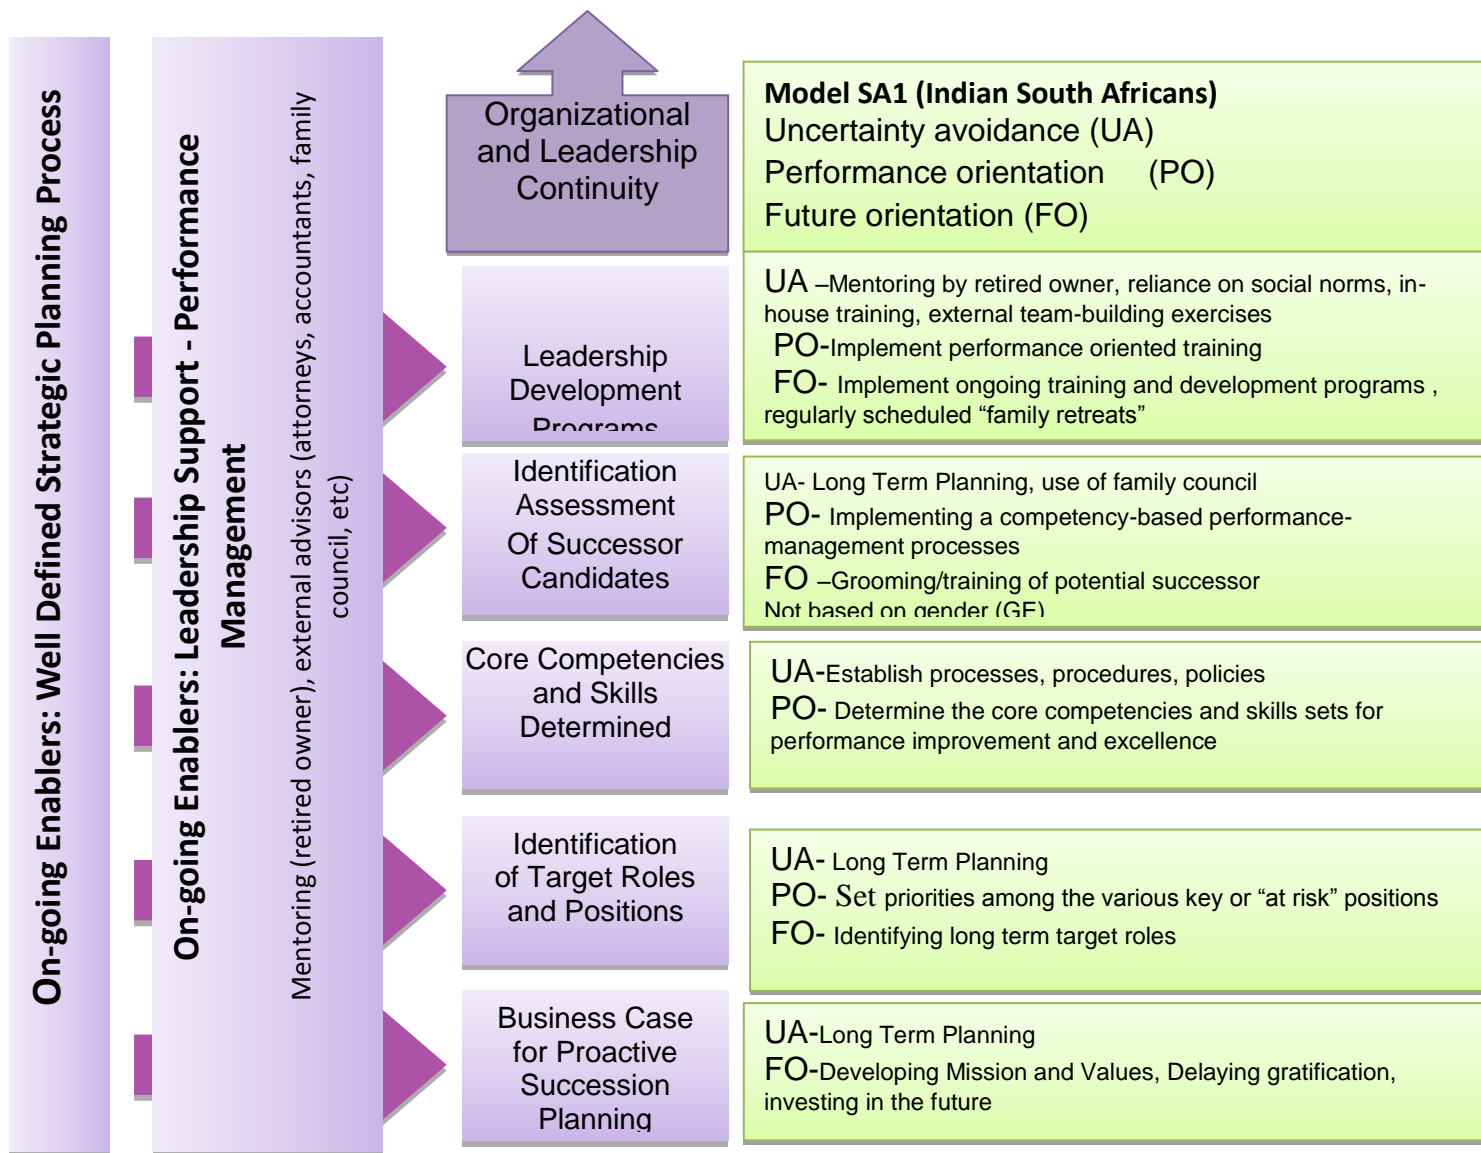 On-going Enablers: Well Defined Strategic Planning Process
On-going Enablers: Leadership Support - Performance
Management
Mentoring (retired owner), external advisors (attorneys, accountants, family
council, etc)
Organizational
and Leadership
Continuity
Model SA1 (Indian South Africans)
Uncertainty avoidance (UA)
Performance orientation (PO)
Future orientation (FO)
Leadership
Development
Programs
UA –Mentoring by retired owner, reliance on social norms, in-
house training, external team-building exercises
PO-Implement performance oriented training
FO- Implement ongoing training and development programs ,
regularly scheduled “family retreats”
Identification
Assessment
Of Successor
Candidates
UA- Long Term Planning, use of family council
PO- Implementing a competency-based performance-
management processes
FO –Grooming/training of potential successor
Not based on gender (GE)
Core Competencies
and Skills
Determined
UA-Establish processes, procedures, policies
PO- Determine the core competencies and skills sets for
performance improvement and excellence
Identification
of Target Roles
and Positions
UA- Long Term Planning
PO- Set priorities among the various key or “at risk” positions
FO- Identifying long term target roles
Business Case
for Proactive
Succession
Planning
UA-Long Term Planning
FO-Developing Mission and Values, Delaying gratification,
investing in the future